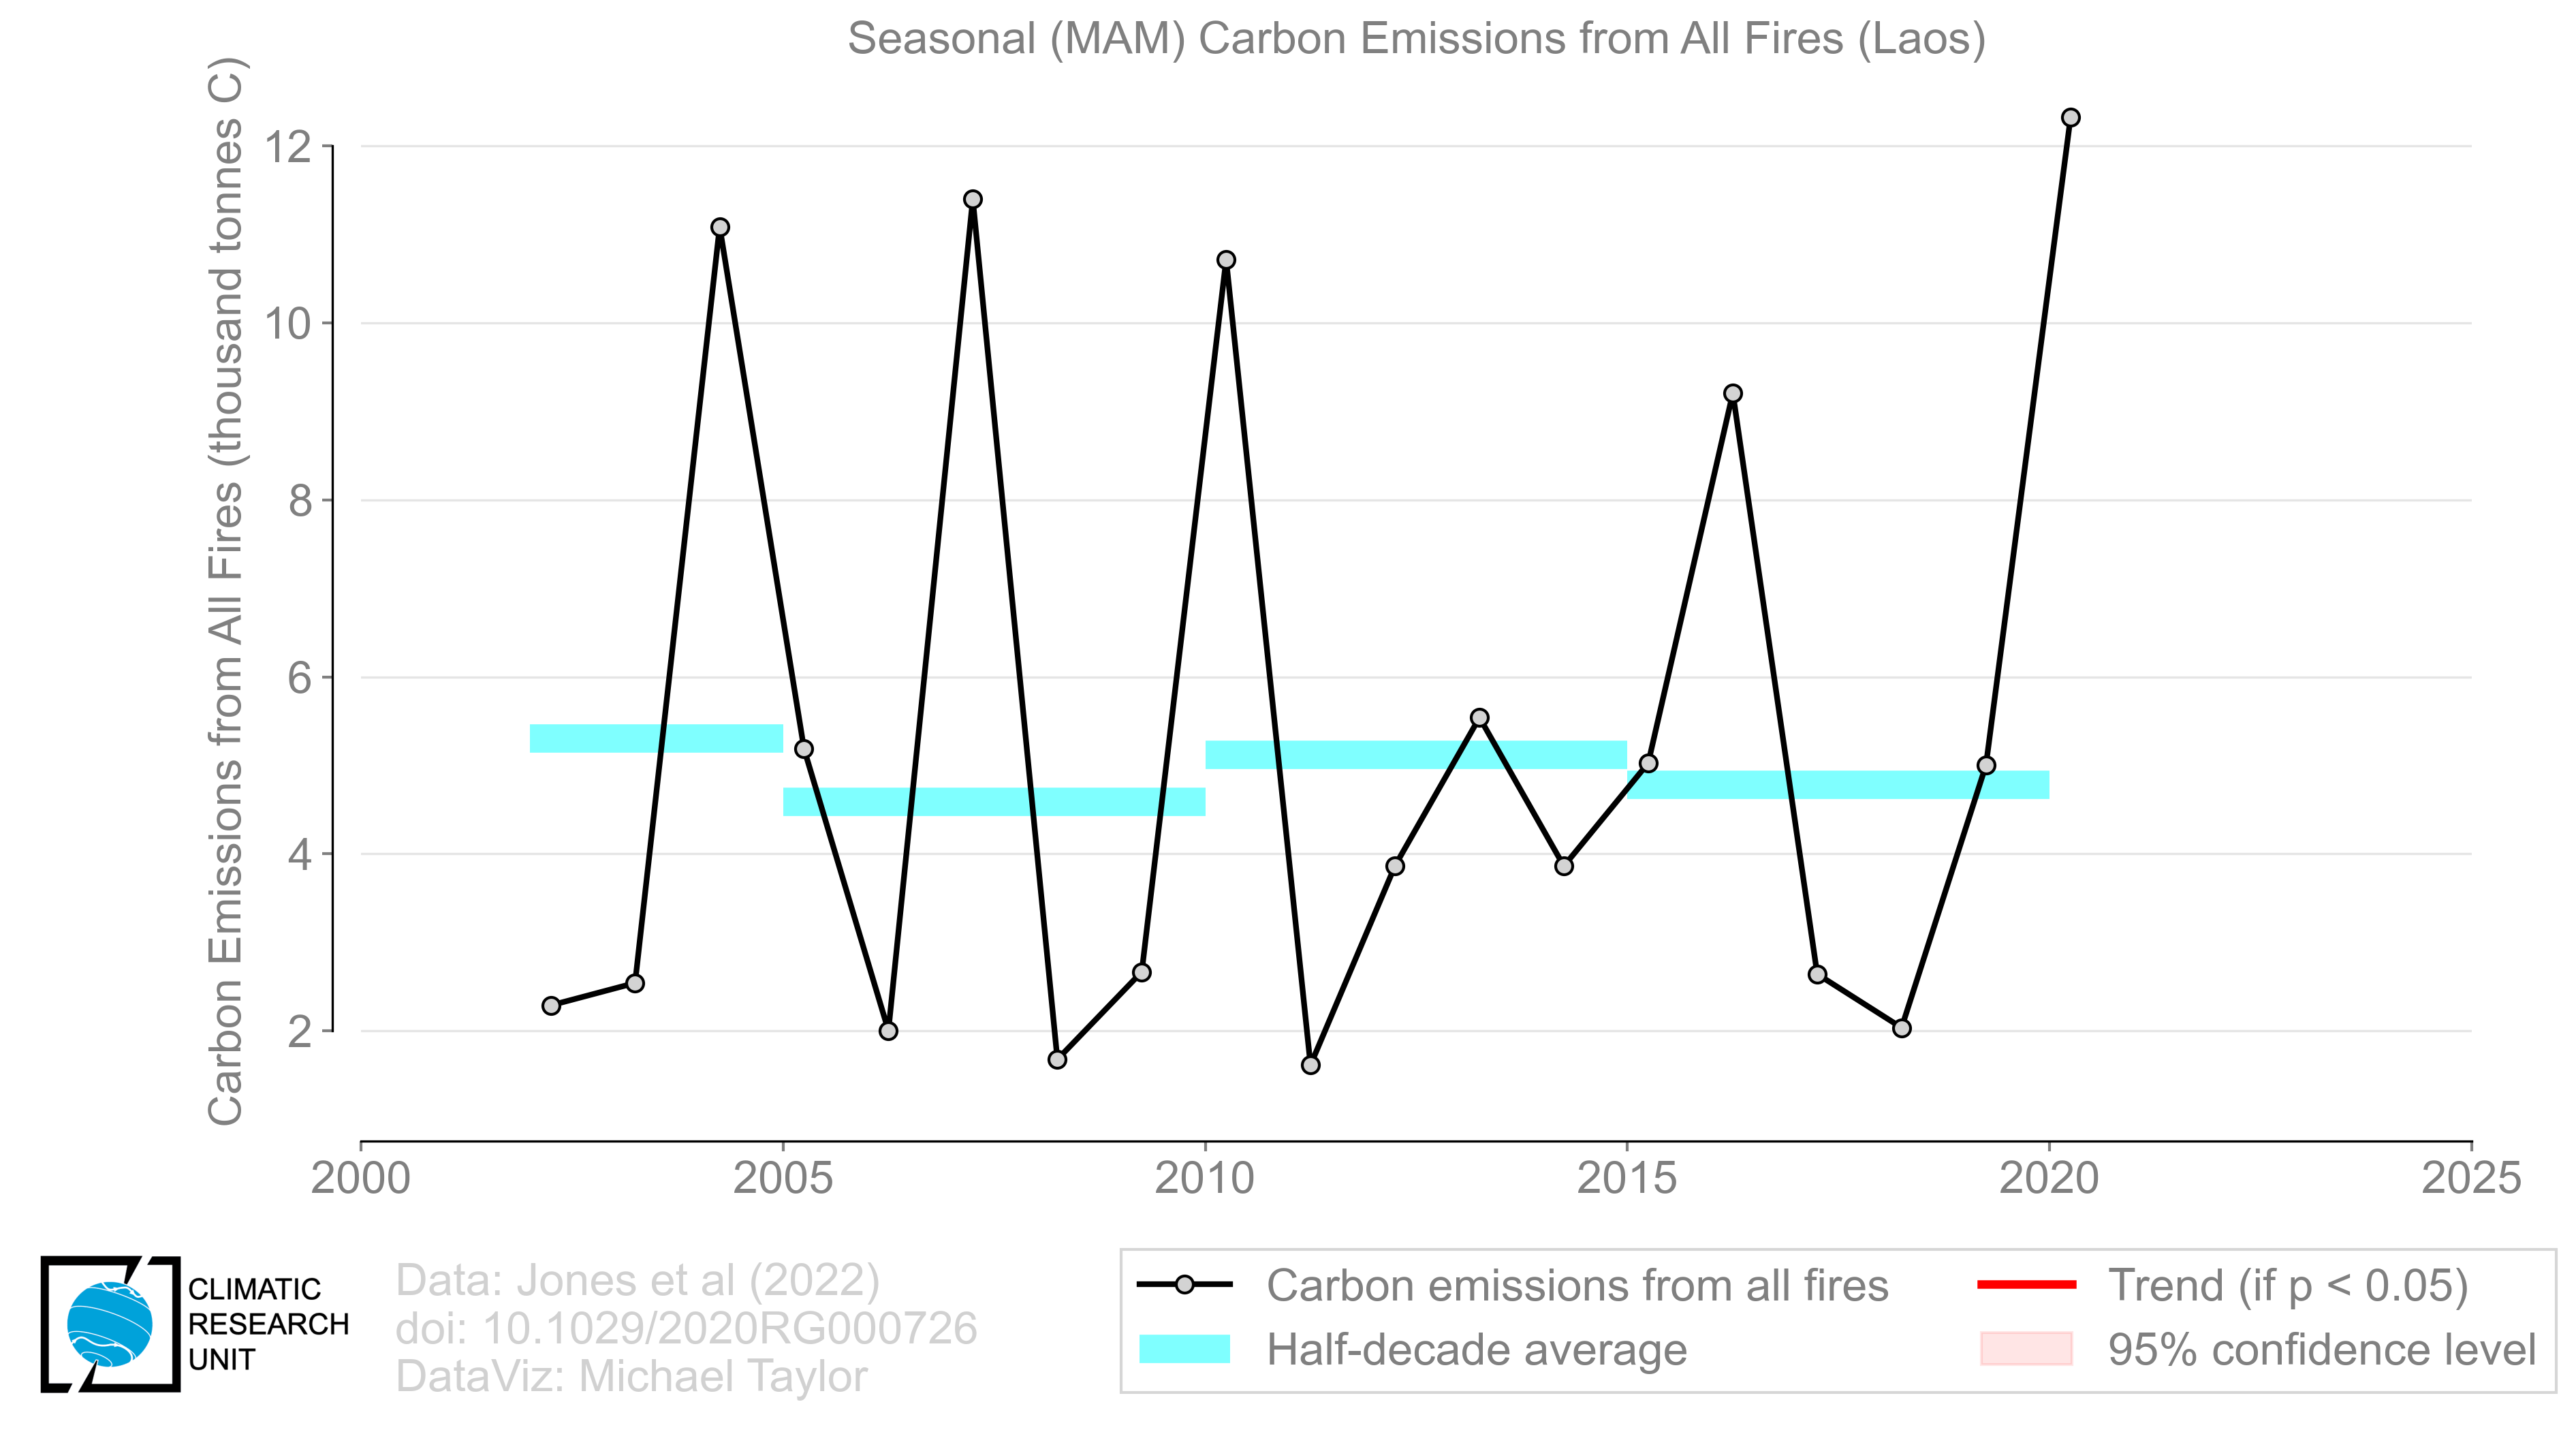 Seasonal (MAM) Carbon Emissions from All Fires (Laos)
Carbon Emissions from All Fires (thousand tonnes C)
12
10
8
6
4
2
2000 2005 2010 2015 2020 2025
CLIMATIC
RESEARCH
UNIT
Data: Jones et al (2022)
doi: 10.1029/2020RG000726
DataViz: Michael Taylor
Carbon emissions from all fires
Half-decade average
Trend (if p < 0.05)
95% confidence level